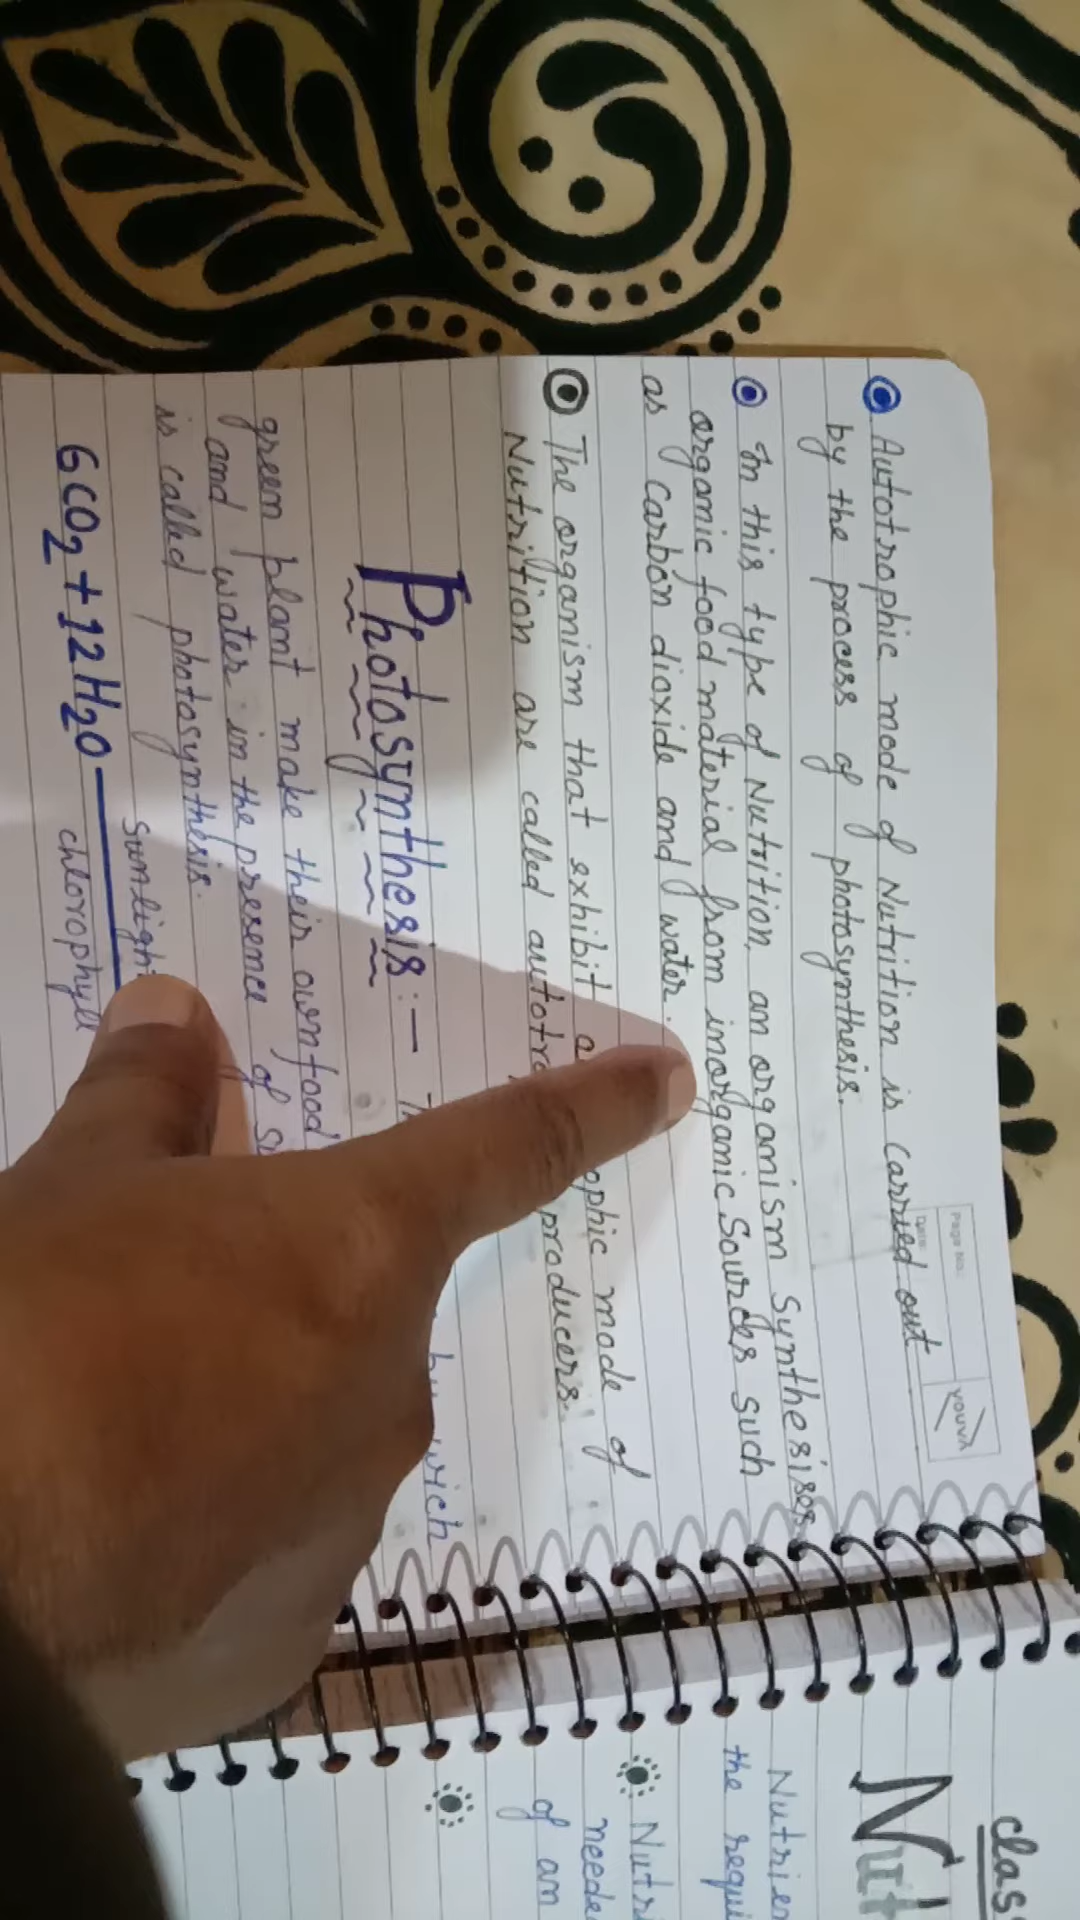 Page No.:
Date:
YOUVA
Autotrophic mode of Nutrition is carried out
by the process of photosynthesis.
In this type of Nutrition, an organism Synthesises
organic food material from inorganic Sources such
as carbon dioxide and water.
The organism that exhibit ophic mode of
Nutrition are called producers.
Photosynthesis:— wich
green plant make their own food
and water in the presence of
is called photosynthesis.
Sunligh
6CO2+12H2O
chlorophyll
Clas
Nut
Nutrien
the requi
Nutri
neede
of an